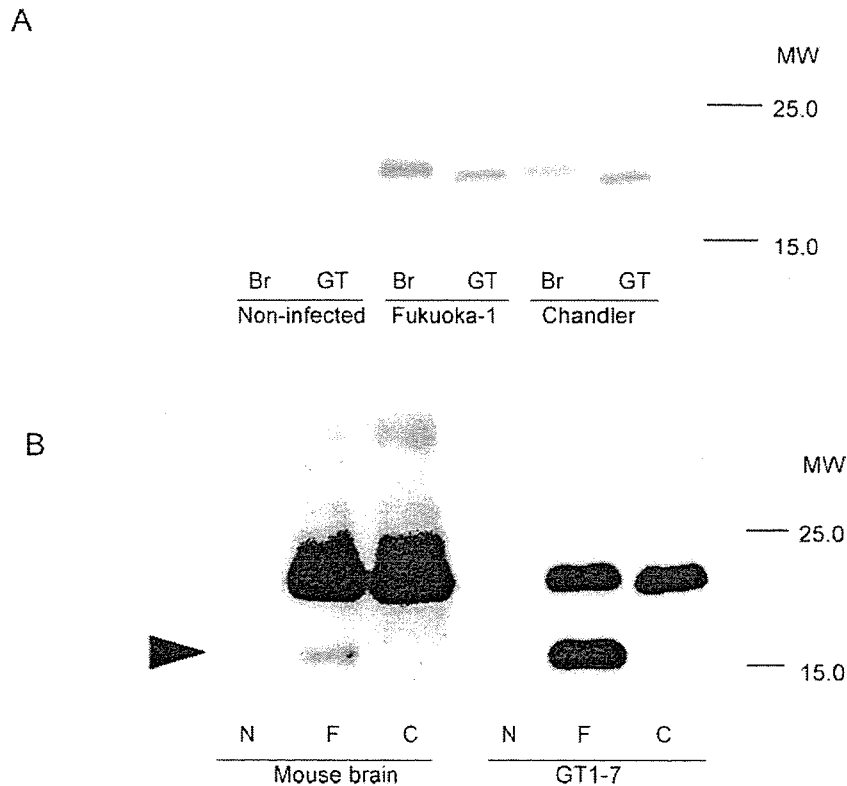 A
MW
25.0
15.0
Br GT Br GT Br GT
Non-infected Fukuoka-1 Chandler
B
MW
25.0
15.0
N F C N F C
Mouse brain GT1-7